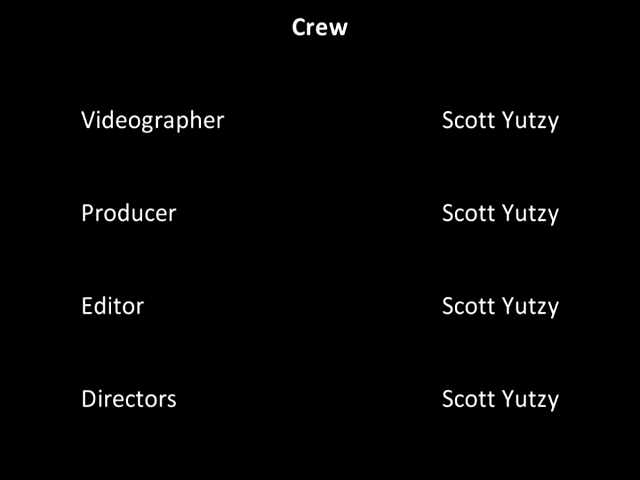 Crew
Videographer Scott Yutzy
Producer Scott Yutzy
Editor Scott Yutzy
Directors Scott Yutzy